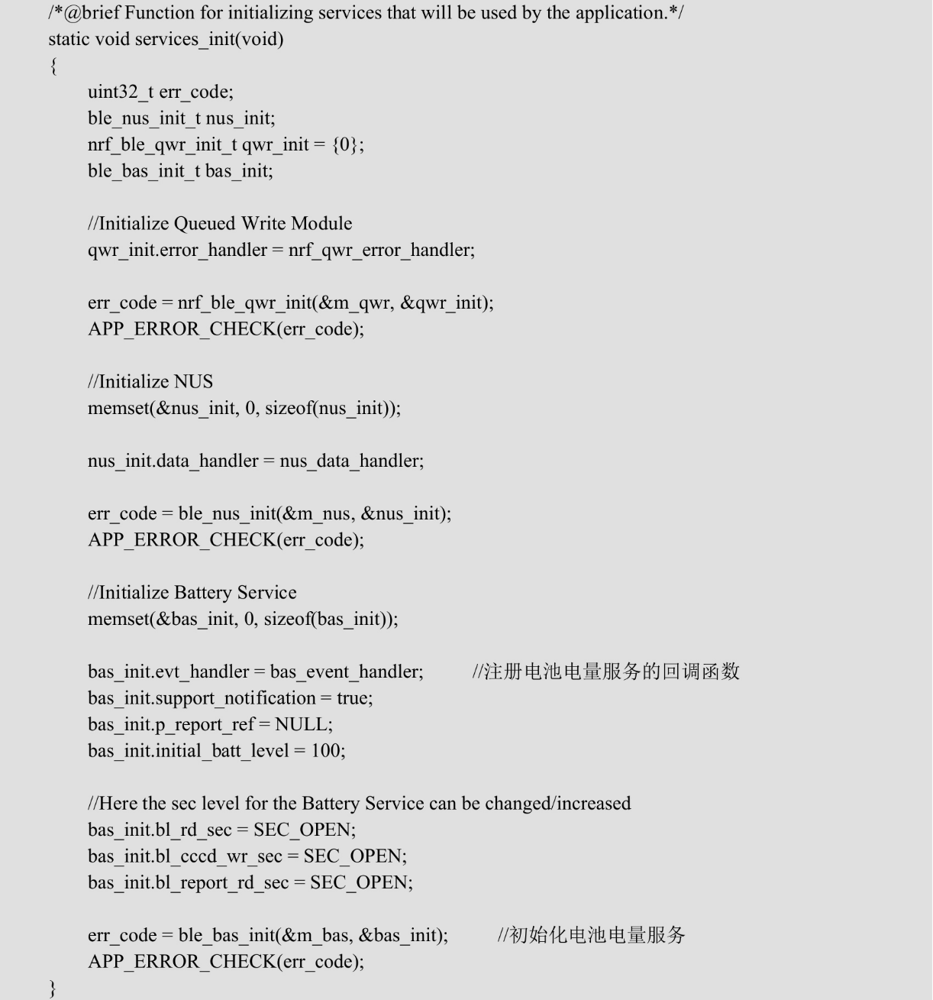 /*@brief Function for initializing services that will be used by the application.*/
static void services_init(void)
{
uint32_t err_code;
ble_nus_init_t nus_init;
nrf_ble_qwr_init_t qwr_init = {0};
ble_bas_init_t bas_init;
//Initialize Queued Write Module
qwr_init.error_handler = nrf_qwr_error_handler;
err_code = nrf_ble_qwr_init(&m_qwr, &qwr_init);
APP_ERROR_CHECK(err_code);
//Initialize NUS
memset(&nus_init, 0, sizeof(nus_init));
nus_init.data_handler = nus_data_handler;
err_code = ble_nus_init(&m_nus, &nus_init);
APP_ERROR_CHECK(err_code);
//Initialize Battery Service
memset(&bas_init, 0, sizeof(bas_init));
bas_init.evt_handler = bas_event_handler; //注册电池电量服务的回调函数
bas_init.support_notification = true;
bas_init.p_report_ref = NULL;
bas_init.initial_batt_level = 100;
//Here the sec level for the Battery Service can be changed/increased
bas_init.bl_rd_sec = SEC_OPEN;
bas_init.bl_cccd_wr_sec = SEC_OPEN;
bas_init.bl_report_rd_sec = SEC_OPEN;
err_code = ble_bas_init(&m_bas, &bas_init); //初始化电池电量服务
APP_ERROR_CHECK(err_code);
}